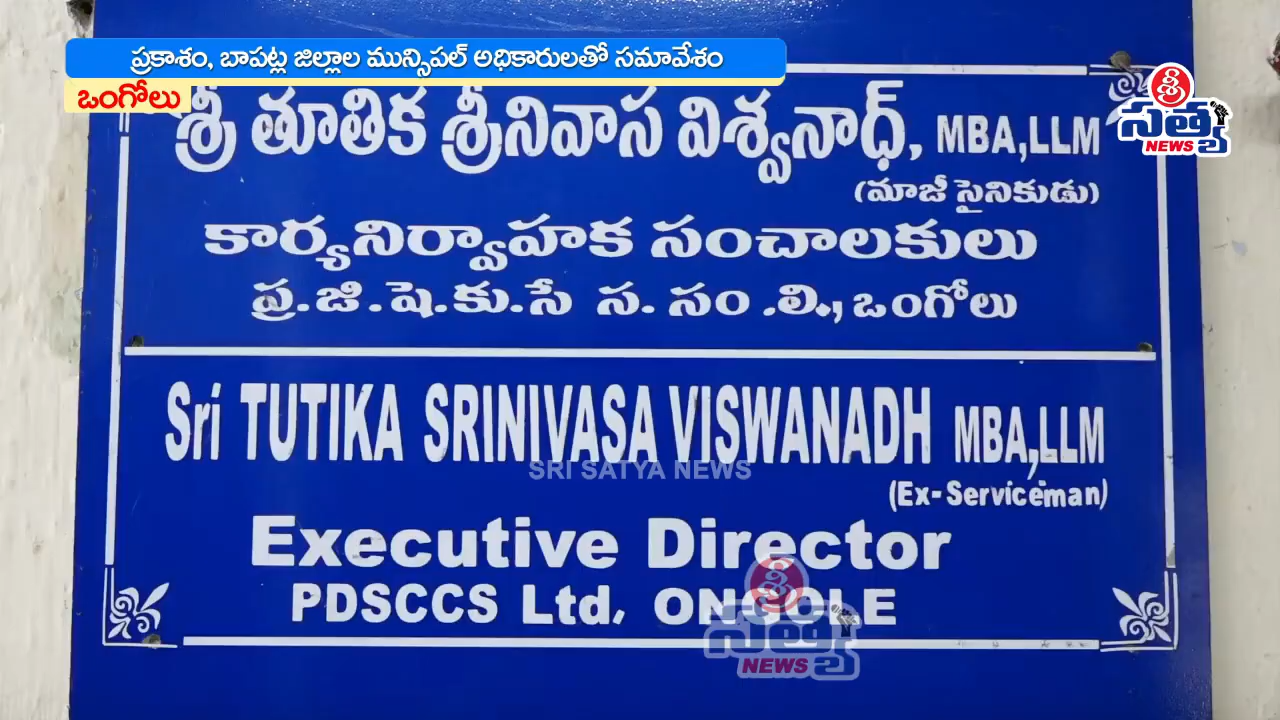 ప్రకాశం, బాపట్ల జిల్లాల మున్సిపల్ అధికారులతో సమావేశం
ఒంగోలు
శ్రీ సత్య
NEWS
శ్రీ తూతిక శ్రీనివాస విశ్వనాధ్, MBA,LLM
(మాజీ సైనికుడు)
కార్యనిర్వాహక సంచాలకులు
ప్ర.జి.షె.కు.సే స. సం .లి., ఒంగోలు
Sri TUTIKA SRINIVASA VISWANADH MBA,LLM
SRI SATYA NEWS
(Ex-Serviceman)
Executive Director
PDSCCS Ltd, ONGOLE
శ్రీ సత్య
NEWS